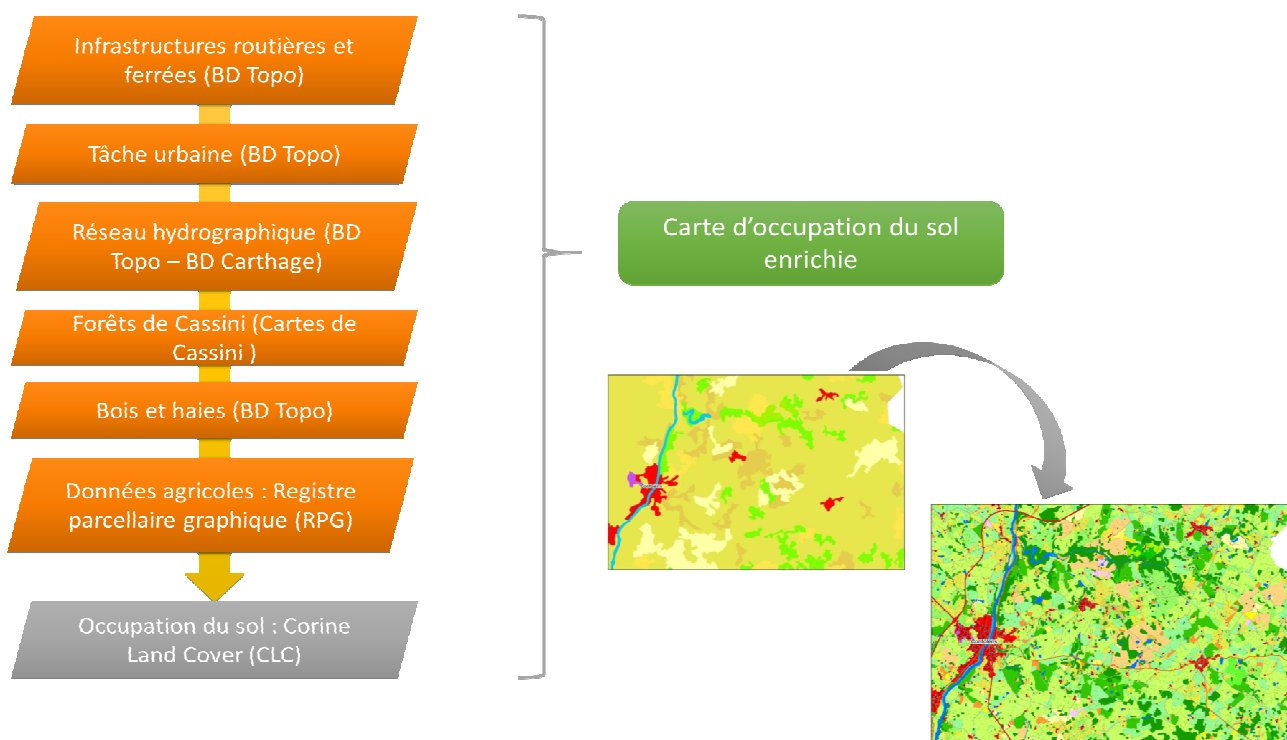 Infrastructures routières et
ferrées (BD Topo)
Tâche urbaine (BD Topo)
Réseau hydrographique (BD
Topo – BD Carthage)
Forêts de Cassini (Cartes de
Cassini )
Bois et haies (BD Topo)
Données agricoles : Registre
parcellaire graphique (RPG)
Occupation du sol : Corine
Land Cover (CLC)
Carte d’occupation du sol
enrichie